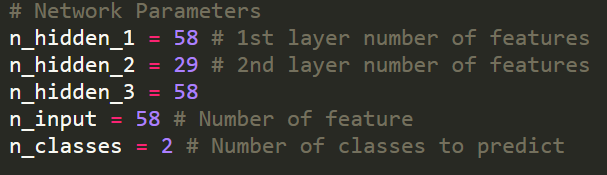 # Network Parameters
n_hidden_1 = 58 # 1st layer number of features
n_hidden_2 = 29 # 2nd layer number of features
n_hidden_3 = 58
n_input = 58 # Number of feature
n_classes = 2 # Number of classes to predict